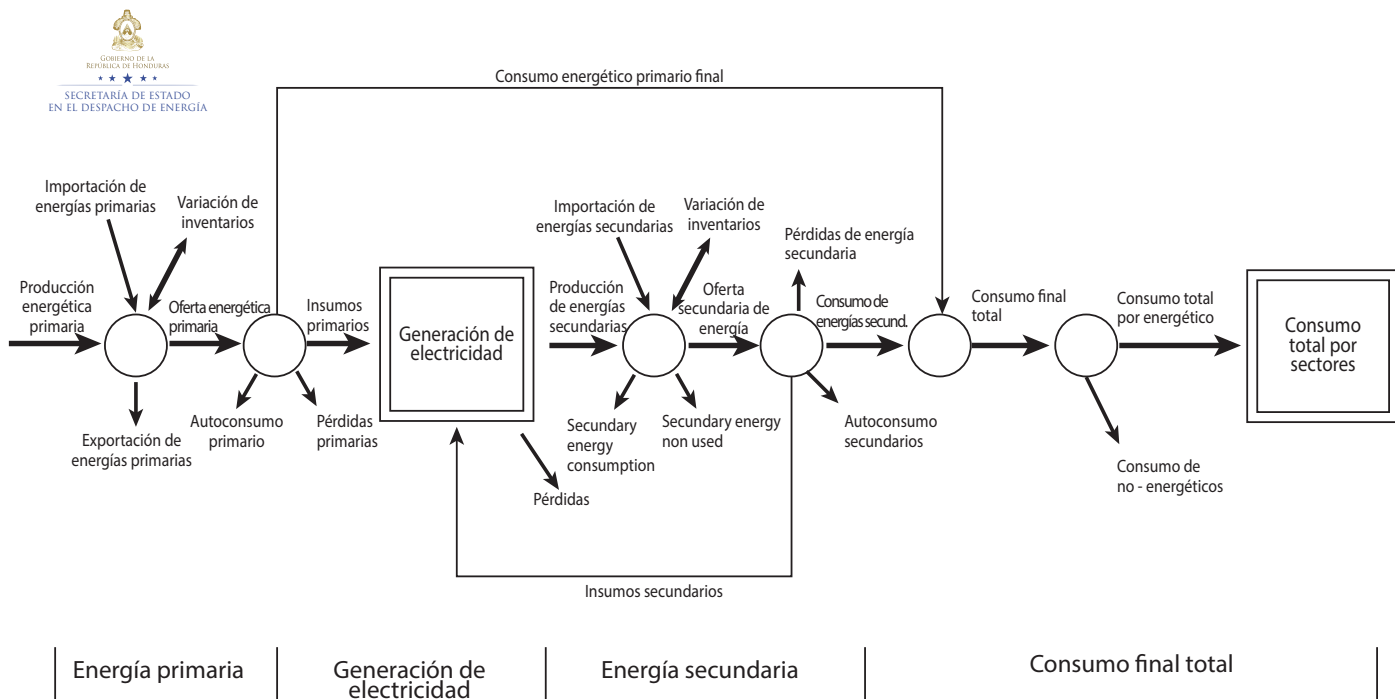 GOBIERNO DE LA
REPÚBLICA DE HONDURAS
SECRETARÍA DE ESTADO
EN EL DESPACHO DE ENERGÍA
Consumo energético primario final
Importación de
energías primarias
Variación de
inventarios
Producción
energética
primaria
Oferta energética
primaria
Insumos
primarios
Exportación de
energías primarias
Autoconsumo
primario
Pérdidas
primarias
Generación de
electricidad
Pérdidas
Importación de
energías secundarias
Variación de
inventarios
Producción
de energías
secundarias
Oferta
secundaria de
energía
Pérdidas de energía
secundaria
Consumo de
energías secund.
Secundary
energy
consumption
Secundary energy
non used
Autoconsumo
secundarios
Insumos secundarios
Consumo final
total
Consumo total
por energético
Consumo de
no - energéticos
Consumo
total por
sectores
Energía primaria
Generación de
electricidad
Energía secundaria
Consumo final total